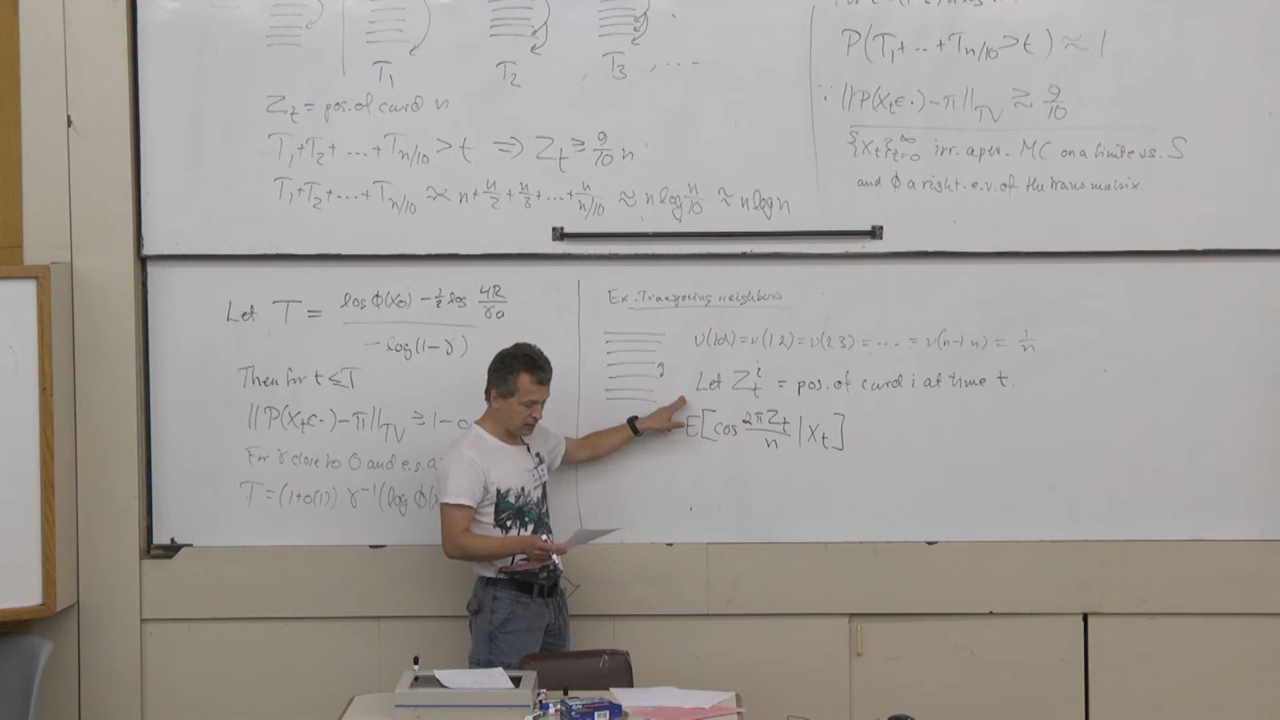 T₁ T₂ T₃ , .....
Z_t = pos. of card n
T₁+T₂+ ... +T_{n/10} > t ⇒ Z_t ≥ 9/10 n
T₁+T₂+ ... +T_{n/10} ≈ n + n/2 + n/3 + ... + n/(n/10) ≈ n log n/10 ≈ n log n
P(T₁+ .. +T_{n/10} > t) ≈ 1.
∵ ||P(X_t∈·)−π||_TV ≳ 9/10
{X_t}_{t=0}^∞ irr. aper. MC on a finite s.s. S
and ϕ a right. e.v. of the trans. matrix.
Let T = (log ϕ(X₀) − ½ log 4R/γa) / (−log(1−γ))
Then for t ≤ T
||P(X_t∈·)−π||_TV ≥ 1−
For γ close to 0 and
T = (1+o(1)) γ⁻¹(log ϕ(
Ex. Transposing neighbors
ν(id) = ν(1 2) = ν(2 3) = ... = ν(n−1 n) = 1/n
Let Z_t^i = pos. of card i at time t.
E[cos 2πZ_t/n | X_t]